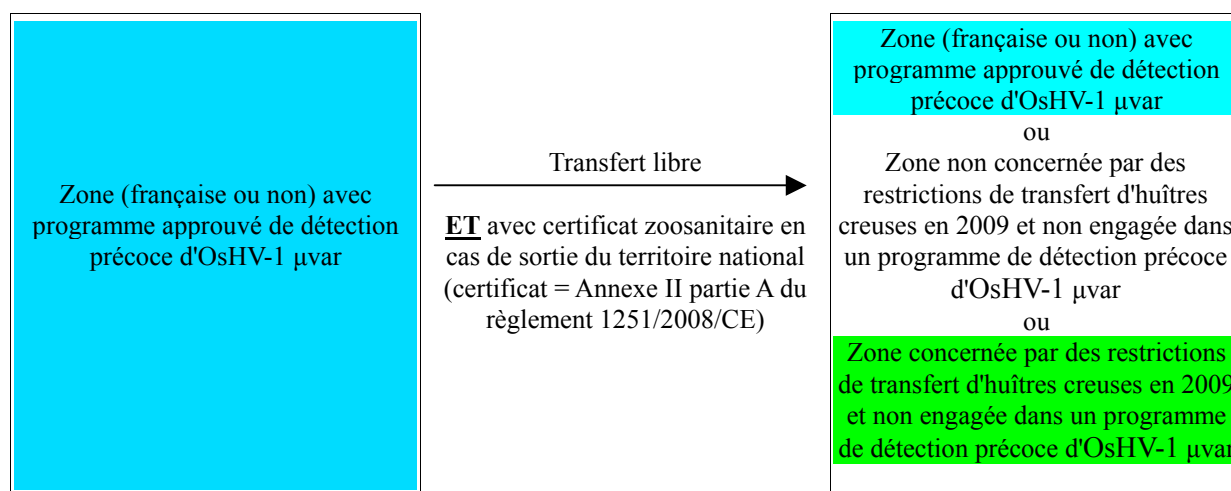 Zone (française ou non) avec
programme approuvé de détection
précoce d'OsHV-1 µvar
Transfert libre
ET avec certificat zoosanitaire en
cas de sortie du territoire national
(certificat = Annexe II partie A du
règlement 1251/2008/CE)
Zone (française ou non) avec
programme approuvé de détection
précoce d'OsHV-1 µvar
ou
Zone non concernée par des
restrictions de transfert d'huîtres
creuses en 2009 et non engagée dans
un programme de détection précoce
d'OsHV-1 µvar
ou
Zone concernée par des restrictions
de transfert d'huîtres creuses en 2009
et non engagée dans un programme
de détection précoce d'OsHV-1 µvar